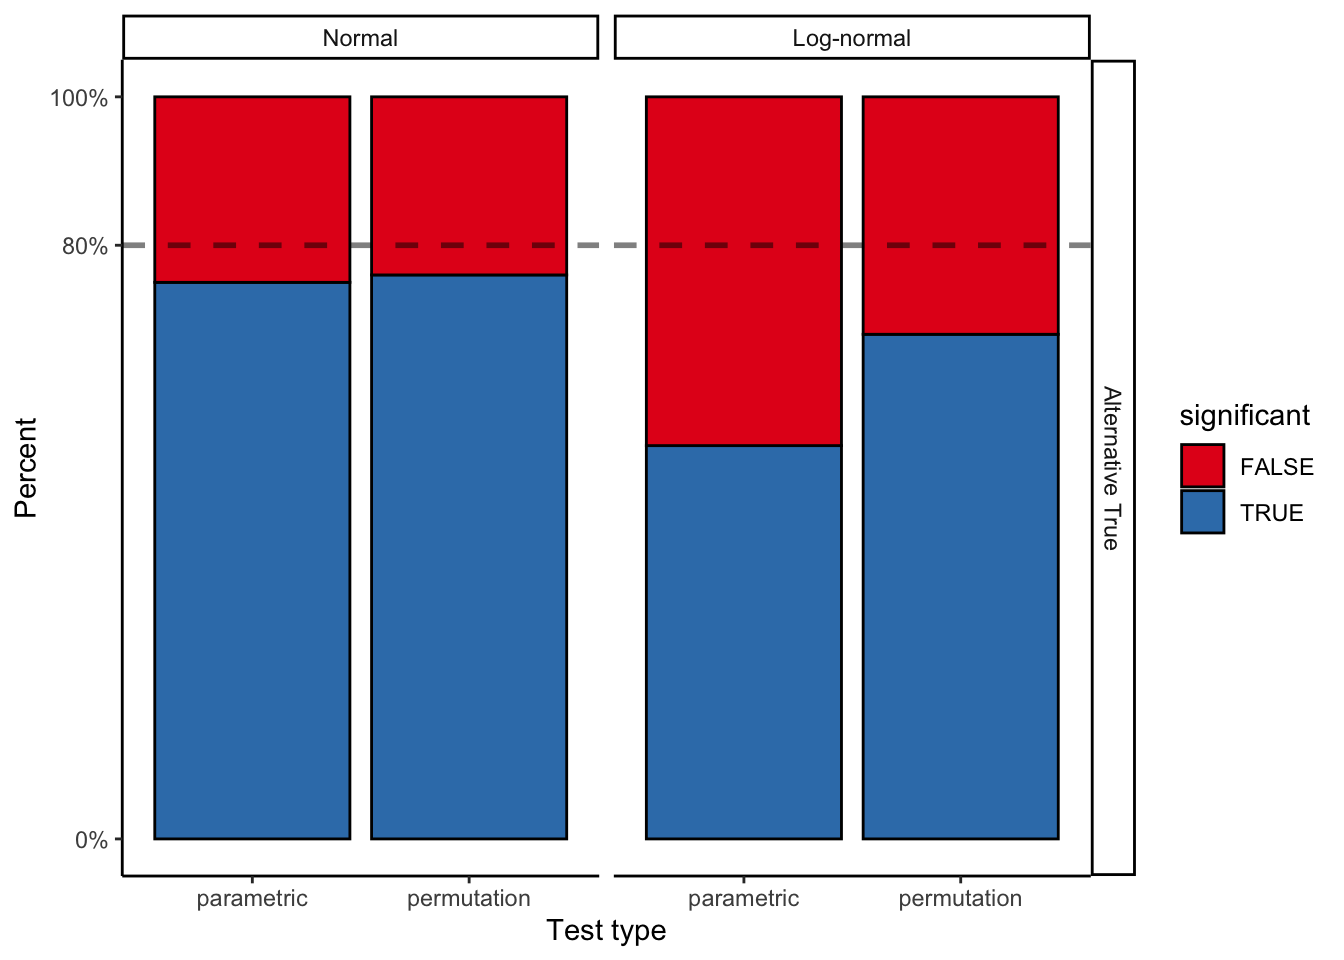 Normal
Log-normal
100%
80%
0%
Percent
Alternative True
significant
FALSE
TRUE
parametric
permutation
parametric
permutation
Test type